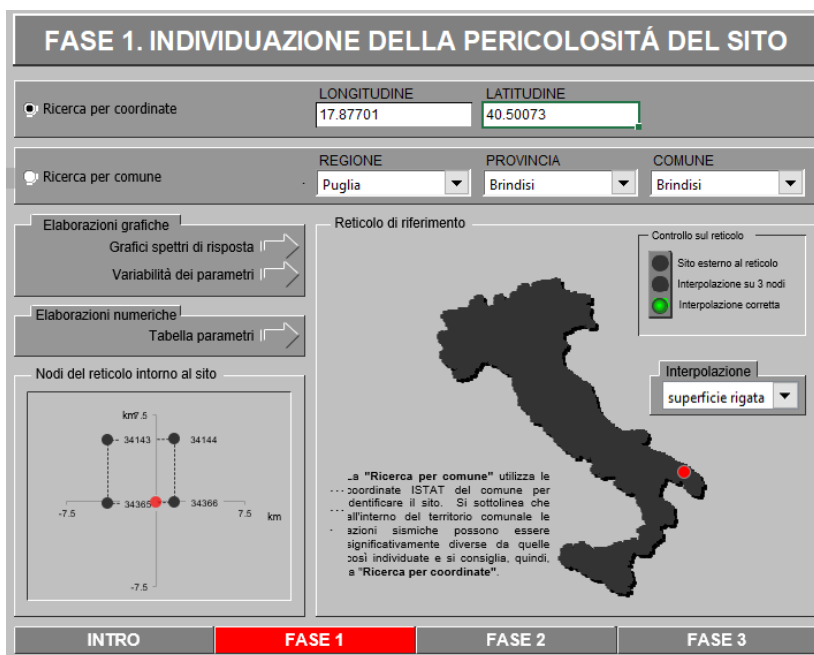 FASE 1. INDIVIDUAZIONE DELLA PERICOLOSITÁ DEL SITO
LONGITUDINE LATITUDINE
Ricerca per coordinate 17.87701 40.50073
REGIONE PROVINCIA COMUNE
Ricerca per comune Puglia Brindisi Brindisi
Elaborazioni grafiche
Grafici spettri di risposta
Variabilità dei parametri
Elaborazioni numeriche
Tabella parametri
Nodi del reticolo intorno al sito
km 7.5
34143 34144
34365 34366
-7.5 7.5 km
-7.5
Reticolo di riferimento
Controllo sul reticolo
Sito esterno al reticolo
Interpolazione su 3 nodi
Interpolazione corretta
Interpolazione
superficie rigata
a "Ricerca per comune" utilizza le
coordinate ISTAT del comune per
dentificare il sito. Si sottolinea che
all'interno del territorio comunale le
azioni sismiche possono essere
significativamente diverse da quelle
così individuate e si consiglia, quindi,
a "Ricerca per coordinate".
INTRO FASE 1 FASE 2 FASE 3